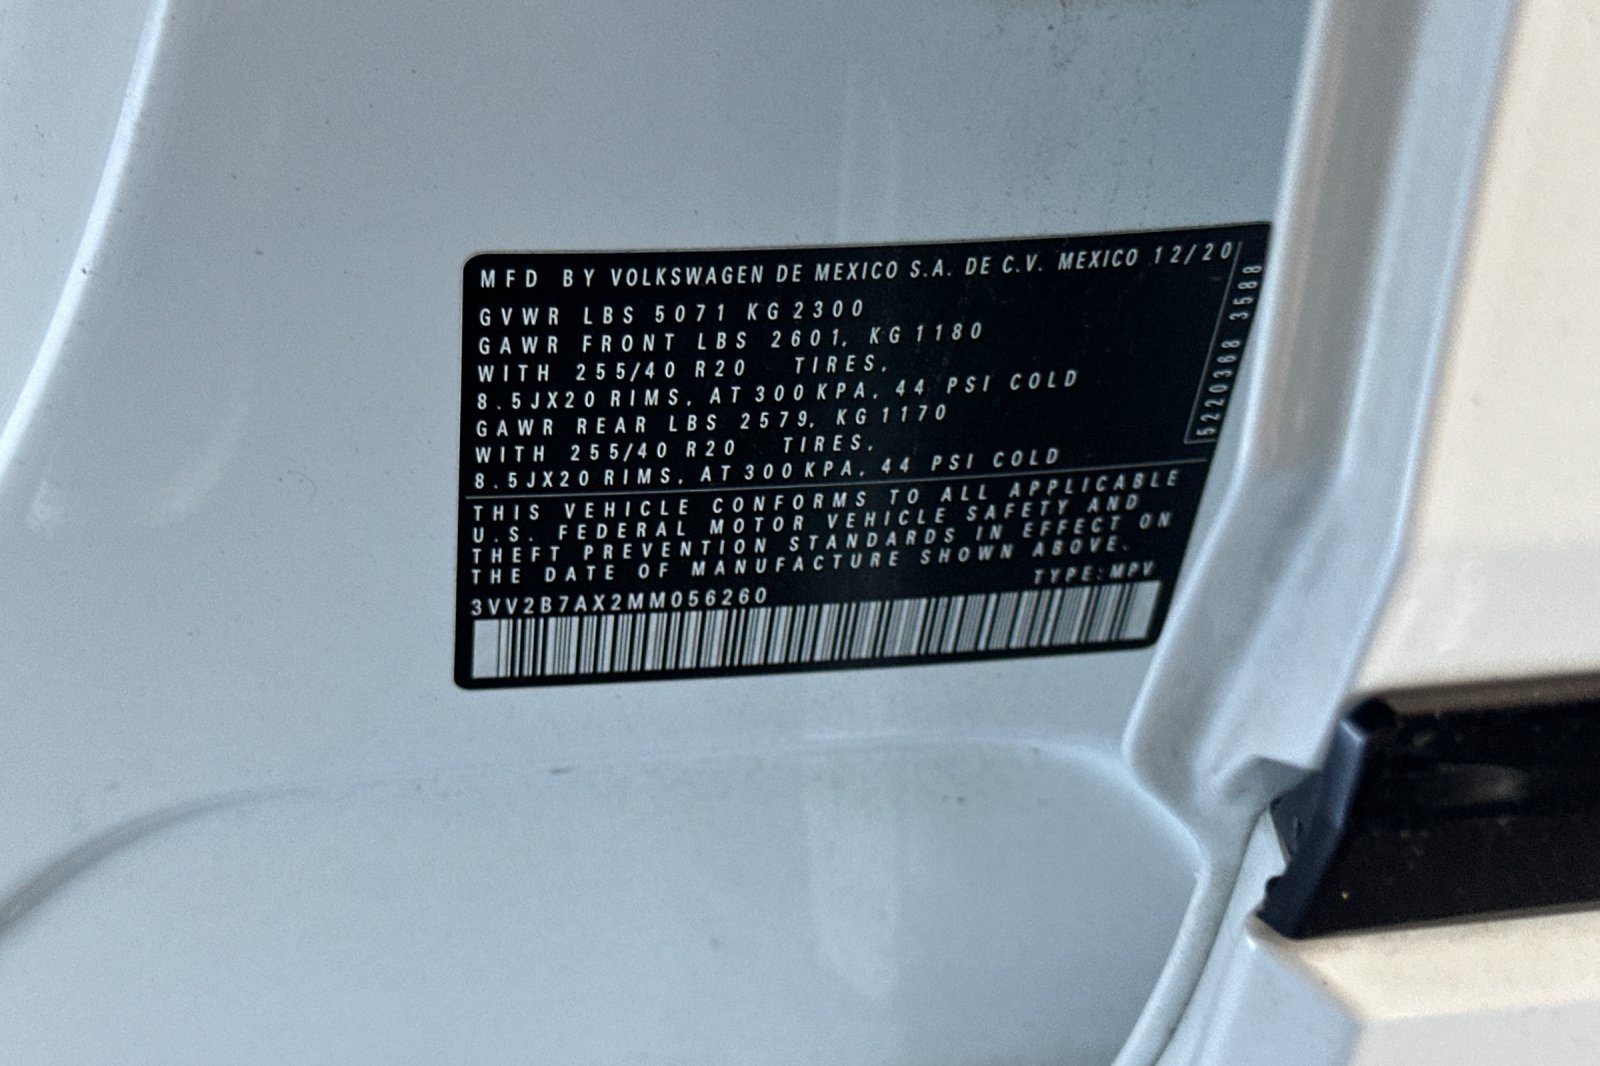 MFD BY VOLKSWAGEN DE MEXICO S.A. DE C.V. MEXICO 12/20
GVWR LBS 5071 KG 2300
GAWR FRONT LBS 2601, KG 1180
WITH 255/40 R20 TIRES,
8.5JX20 RIMS, AT 300 KPA, 44 PSI COLD
GAWR REAR LBS 2579, KG 1170
WITH 255/40 R20 TIRES,
8.5JX20 RIMS, AT 300 KPA, 44 PSI COLD
5220368 3588
THIS VEHICLE CONFORMS TO ALL APPLICABLE
U.S. FEDERAL MOTOR VEHICLE SAFETY AND
THEFT PREVENTION STANDARDS IN EFFECT ON
THE DATE OF MANUFACTURE SHOWN ABOVE.
TYPE: MPV
3VV2B7AX2MM056260